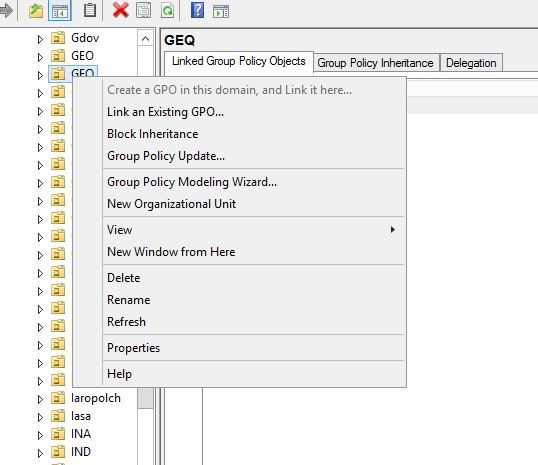 Gdov
GEQ
GEO
Linked Group Policy Objects
Group Policy Inheritance
Delegation
GEQ
Create a GPO in this domain, and Link it here...
Link an Existing GPO...
Block Inheritance
Group Policy Update...
Group Policy Modeling Wizard...
New Organizational Unit
View
New Window from Here
Delete
Rename
Refresh
Properties
Help
laropolch
lasa
INA
IND